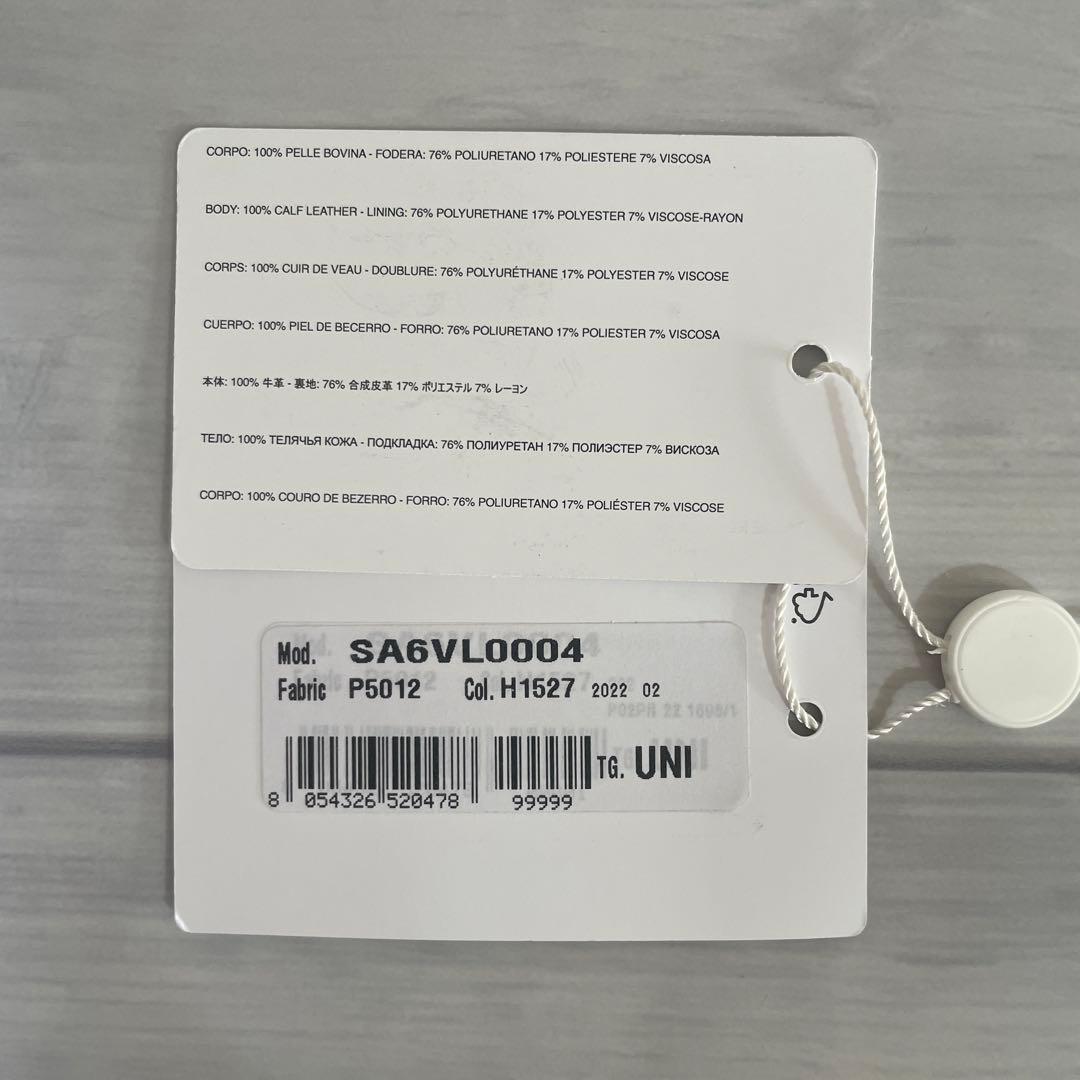 CORPO: 100% PELLE BOVINA - FODERA: 76% POLIURETANO 17% POLIESTERE 7% VISCOSA
BODY: 100% CALF LEATHER - LINING: 76% POLYURETHANE 17% POLYESTER 7% VISCOSE-RAYON
CORPS: 100% CUIR DE VEAU - DOUBLURE: 76% POLYURÉTHANE 17% POLYESTER 7% VISCOSE
CUERPO: 100% PIEL DE BECERRO - FORRO: 76% POLIURETANO 17% POLIESTER 7% VISCOSA
本体: 100% 牛革 - 裏地: 76% 合成皮革 17% ポリエステル 7% レーヨン
ТЕЛО: 100% ТЕЛЯЧЬЯ КОЖА - ПОДКЛАДКА: 76% ПОЛИУРЕТАН 17% ПОЛИЭСТЕР 7% ВИСКОЗА
CORPO: 100% COURO DE BEZERRO - FORRO: 76% POLIURETANO 17% POLIÉSTER 7% VISCOSE
Mod. SA6VL0004
Fabric P5012 Col. H1527 2022 02
TG. UNI
8 054326 520478 99999